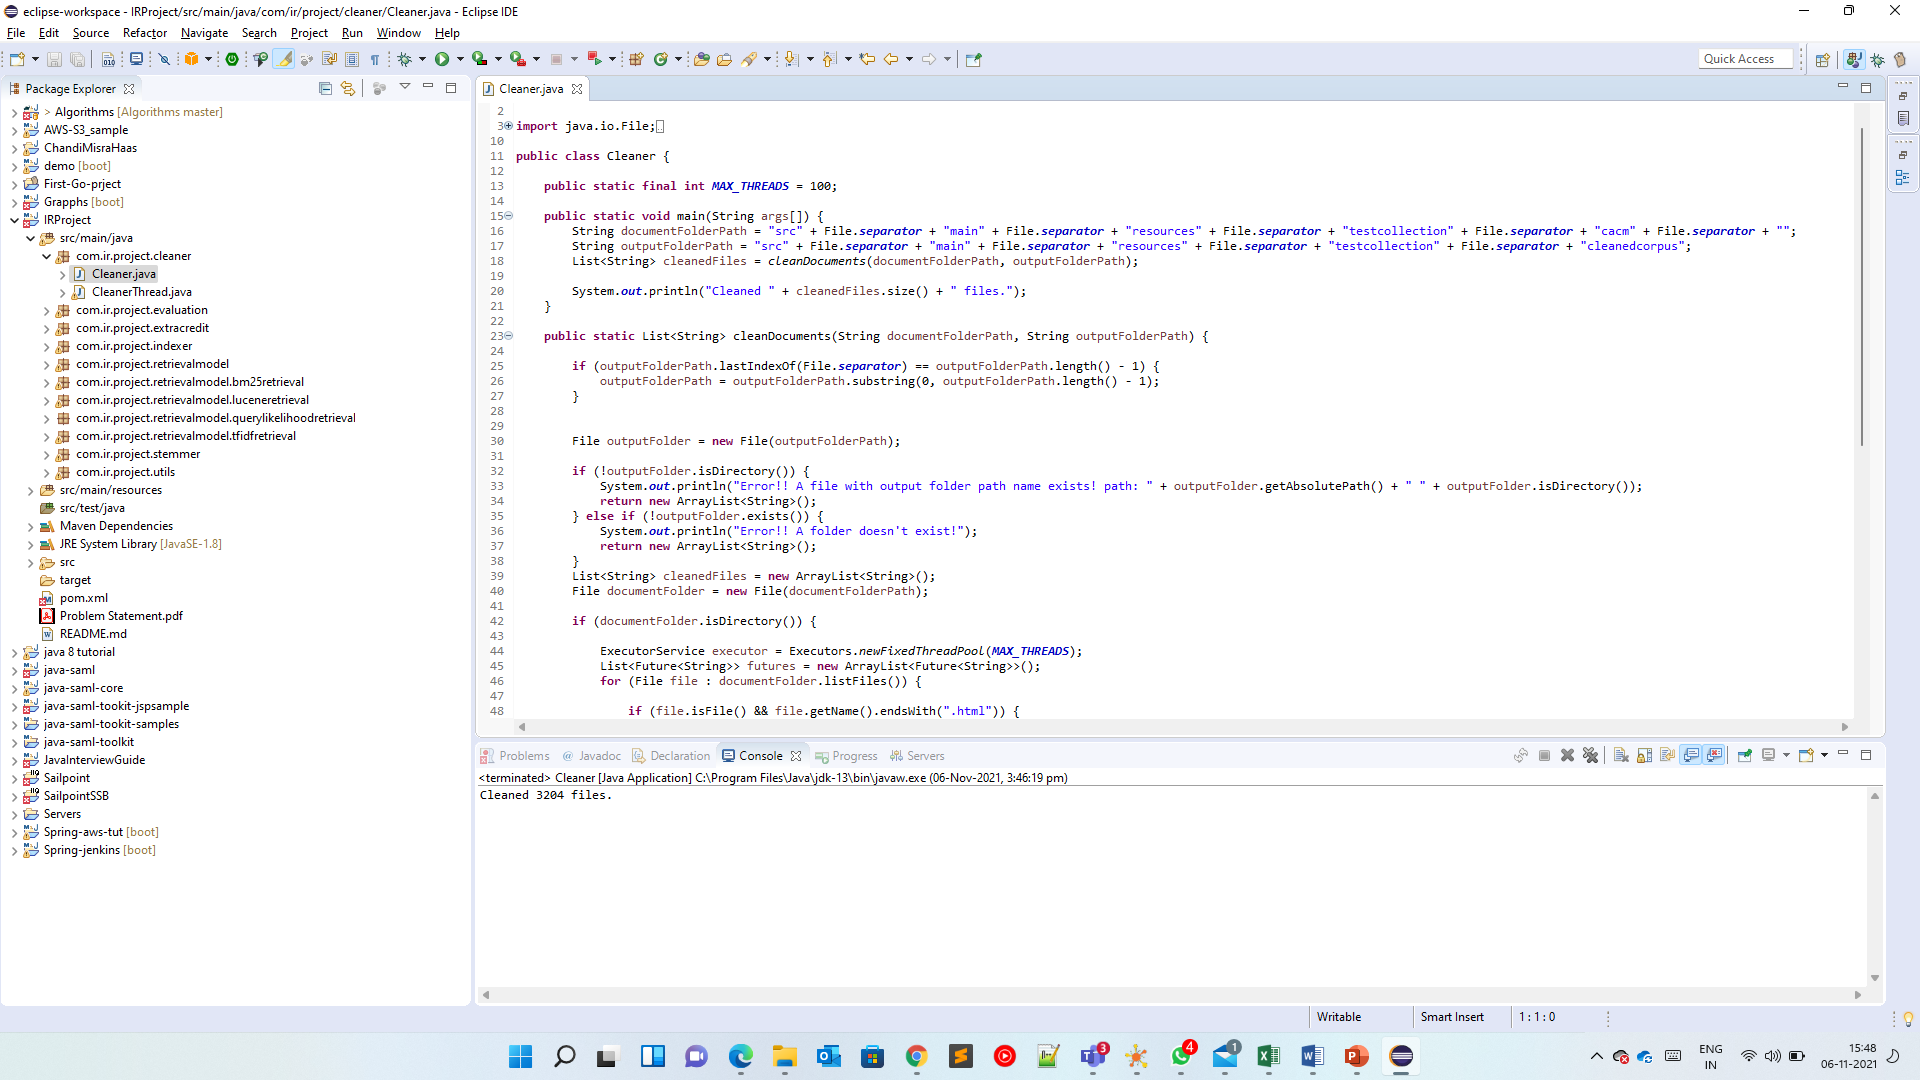 eclipse-workspace - IRProject/src/main/java/com/ir/project/cleaner/Cleaner.java - Eclipse IDE
File Edit Source Refactor Navigate Search Project Run Window Help
Quick Access
Package Explorer
> Algorithms [Algorithms master]
AWS-S3_sample
ChandiMisraHaas
demo [boot]
First-Go-prject
Grapphs [boot]
IRProject
src/main/java
com.ir.project.cleaner
Cleaner.java
CleanerThread.java
com.ir.project.evaluation
com.ir.project.extracredit
com.ir.project.indexer
com.ir.project.retrievalmodel
com.ir.project.retrievalmodel.bm25retrieval
com.ir.project.retrievalmodel.luceneretrieval
com.ir.project.retrievalmodel.querylikelihoodretrieval
com.ir.project.retrievalmodel.tfidfretrieval
com.ir.project.stemmer
com.ir.project.utils
src/main/resources
src/test/java
Maven Dependencies
JRE System Library [JavaSE-1.8]
src
target
pom.xml
Problem Statement.pdf
README.md
java 8 tutorial
java-saml
java-saml-core
java-saml-tookit-jspsample
java-saml-tookit-samples
java-saml-toolkit
JavaInterviewGuide
Sailpoint
SailpointSSB
Servers
Spring-aws-tut [boot]
Spring-jenkins [boot]
Cleaner.java
2
3 import java.io.File;
10
11 public class Cleaner {
12
13 public static final int MAX_THREADS = 100;
14
15 public static void main(String args[]) {
16 String documentFolderPath = "src" + File.separator + "main" + File.separator + "resources" + File.separator + "testcollection" + File.separator + "cacm" + File.separator + "";
17 String outputFolderPath = "src" + File.separator + "main" + File.separator + "resources" + File.separator + "testcollection" + File.separator + "cleanedcorpus";
18 List<String> cleanedFiles = cleanDocuments(documentFolderPath, outputFolderPath);
19
20 System.out.println("Cleaned " + cleanedFiles.size() + " files.");
21 }
22
23 public static List<String> cleanDocuments(String documentFolderPath, String outputFolderPath) {
24
25 if (outputFolderPath.lastIndexOf(File.separator) == outputFolderPath.length() - 1) {
26 outputFolderPath = outputFolderPath.substring(0, outputFolderPath.length() - 1);
27 }
28
29
30 File outputFolder = new File(outputFolderPath);
31
32 if (!outputFolder.isDirectory()) {
33 System.out.println("Error!! A file with output folder path name exists! path: " + outputFolder.getAbsolutePath() + " " + outputFolder.isDirectory());
34 return new ArrayList<String>();
35 } else if (!outputFolder.exists()) {
36 System.out.println("Error!! A folder doesn't exist!");
37 return new ArrayList<String>();
38 }
39 List<String> cleanedFiles = new ArrayList<String>();
40 File documentFolder = new File(documentFolderPath);
41
42 if (documentFolder.isDirectory()) {
43
44 ExecutorService executor = Executors.newFixedThreadPool(MAX_THREADS);
45 List<Future<String>> futures = new ArrayList<Future<String>>();
46 for (File file : documentFolder.listFiles()) {
47
48 if (file.isFile() && file.getName().endsWith(".html")) {
Problems Javadoc Declaration Console Progress Servers
<terminated> Cleaner [Java Application] C:\Program Files\Java\jdk-13\bin\javaw.exe (06-Nov-2021, 3:46:19 pm)
Cleaned 3204 files.
Writable Smart Insert 1 : 1 : 0
3 4 1
ENG
IN
15:48
06-11-2021